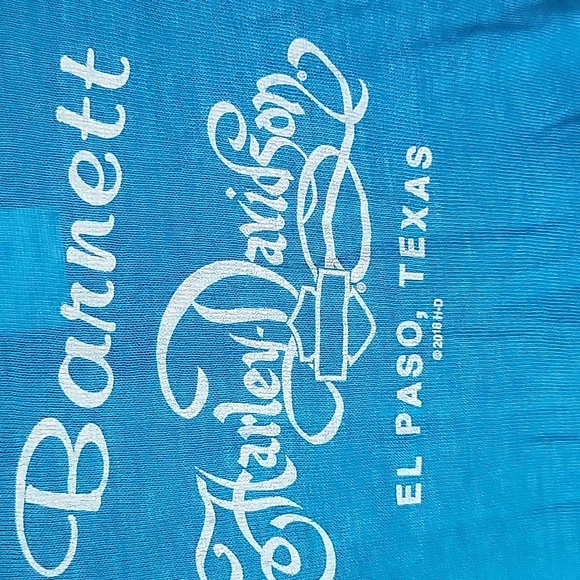 Barnett
Harley-Davidson®
®
EL PASO, TEXAS
© 2018 H-D